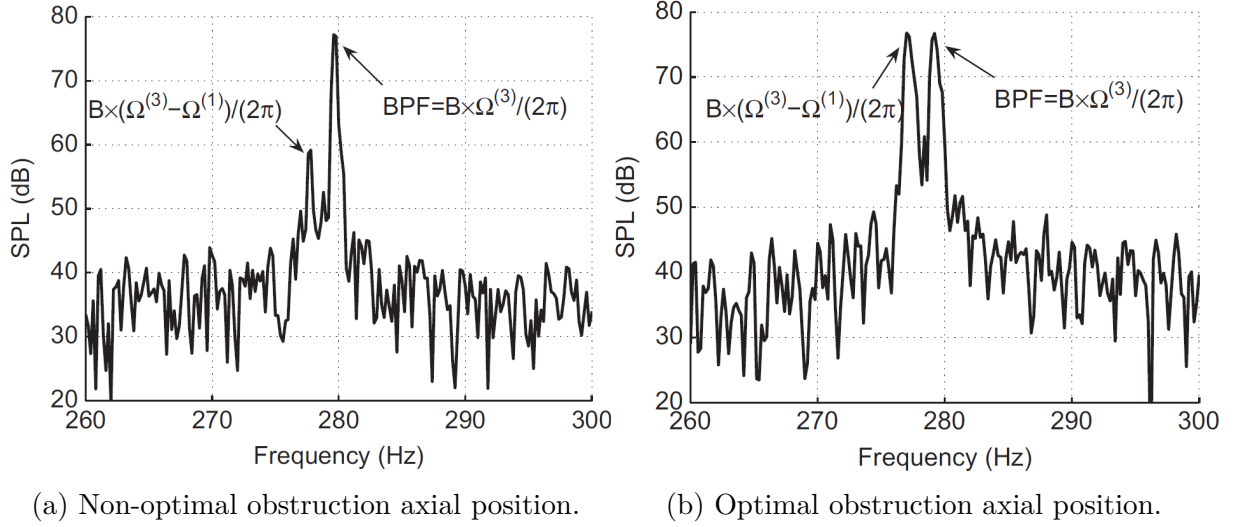 80
70
60
50
40
30
20
260
270
280
290
300
SPL (dB)
Frequency (Hz)
B×(Ω⁽³⁾−Ω⁽¹⁾)/(2π)
BPF=B×Ω⁽³⁾/(2π)
(a) Non-optimal obstruction axial position.
80
70
60
50
40
30
20
260
270
280
290
300
SPL (dB)
Frequency (Hz)
B×(Ω⁽³⁾−Ω⁽¹⁾)/(2π)
BPF=B×Ω⁽³⁾/(2π)
(b) Optimal obstruction axial position.